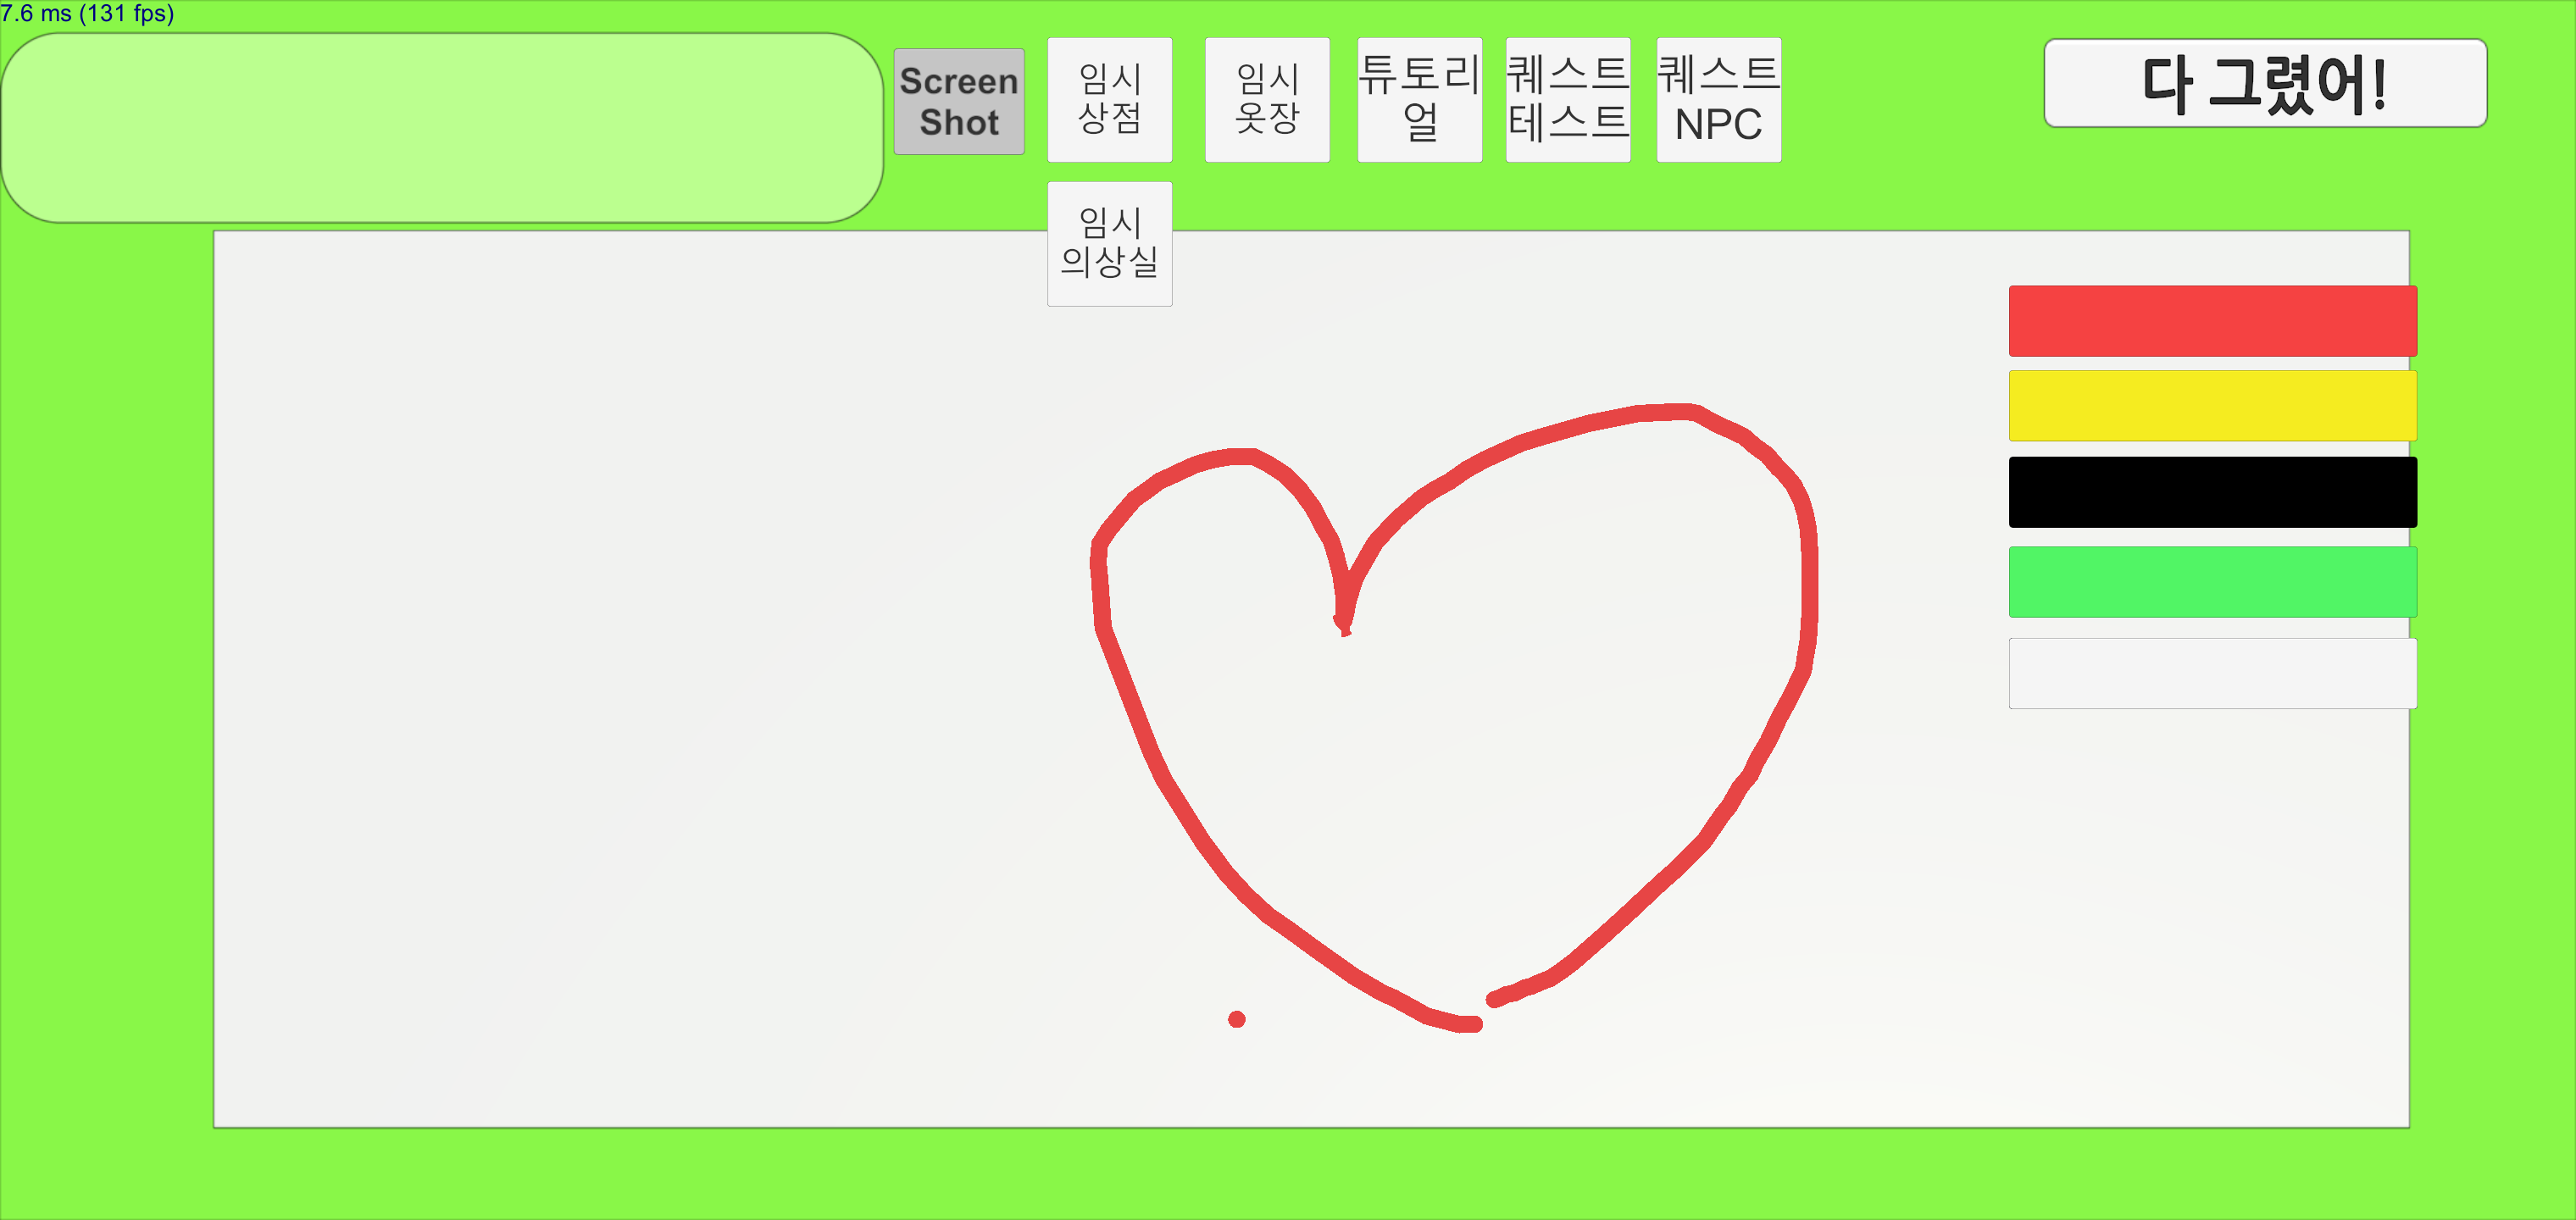 7.6 ms (131 fps)
Screen
Shot
임시
상점
임시
옷장
튜토리
얼
퀘스트
테스트
퀘스트
NPC
다 그렸어!
임시
의상실